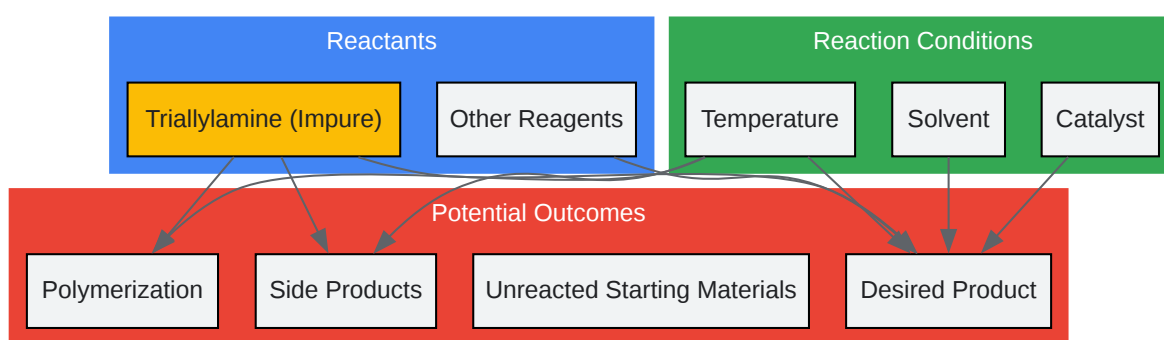 Reactants
Reaction Conditions
Triallylamine (Impure)
Other Reagents
Temperature
Solvent
Catalyst
Potential Outcomes
Polymerization
Side Products
Unreacted Starting Materials
Desired Product